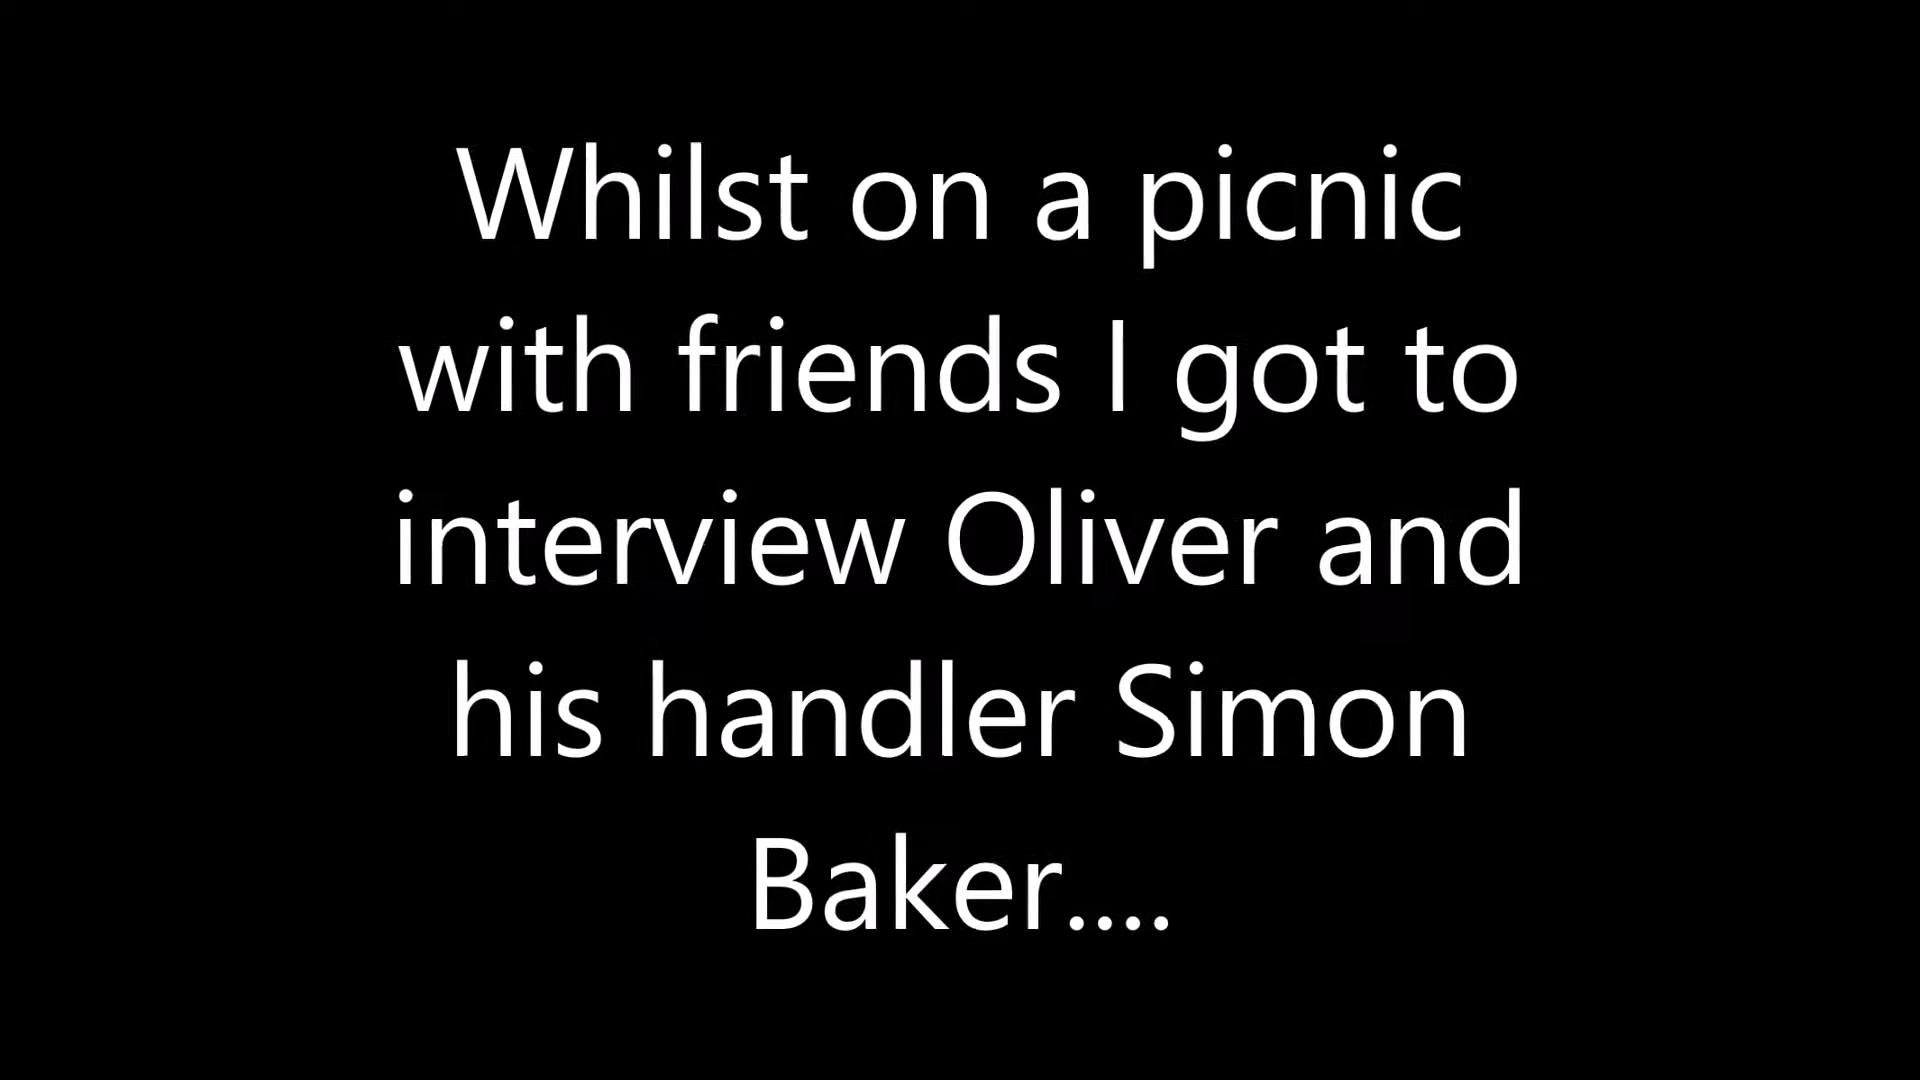 Whilst on a picnic
with friends I got to
interview Oliver and
his handler Simon
Baker....